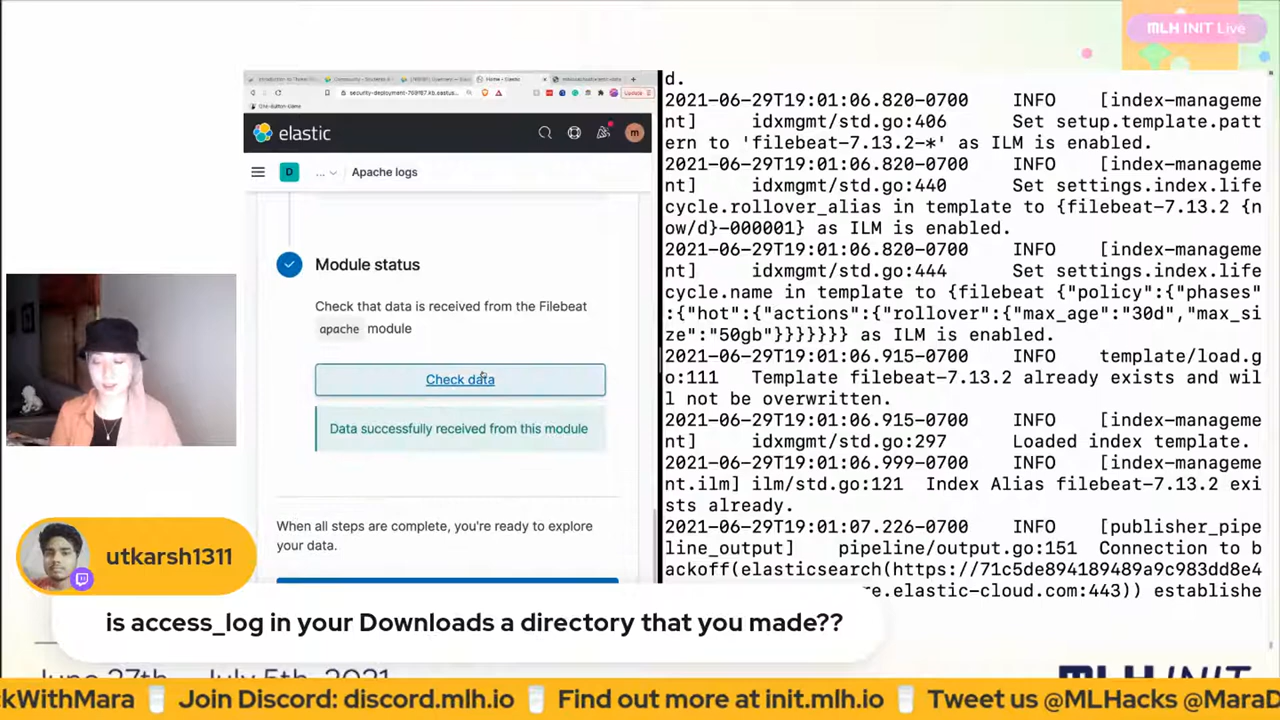 MLH INIT Live
Home - Elastic
elastic
m
D
...
Apache logs
Module status
Check that data is received from the Filebeat
apache module
Check data
Data successfully received from this module
When all steps are complete, you're ready to explore
your data.
d.
2021-06-29T19:01:06.820-0700 INFO [index-manageme
nt] idxmgmt/std.go:406 Set setup.template.patt
ern to 'filebeat-7.13.2-*' as ILM is enabled.
2021-06-29T19:01:06.820-0700 INFO [index-manageme
nt] idxmgmt/std.go:440 Set settings.index.life
cycle.rollover_alias in template to {filebeat-7.13.2 {n
ow/d}-000001} as ILM is enabled.
2021-06-29T19:01:06.820-0700 INFO [index-manageme
nt] idxmgmt/std.go:444 Set settings.index.life
cycle.name in template to {filebeat {"policy":{"phases"
:{"hot":{"actions":{"rollover":{"max_age":"30d","max_si
ze":"50gb"}}}}}}} as ILM is enabled.
2021-06-29T19:01:06.915-0700 INFO template/load.g
o:111 Template filebeat-7.13.2 already exists and wil
l not be overwritten.
2021-06-29T19:01:06.915-0700 INFO [index-manageme
nt] idxmgmt/std.go:297 Loaded index template.
2021-06-29T19:01:06.999-0700 INFO [index-manageme
nt.ilm] ilm/std.go:121 Index Alias filebeat-7.13.2 exi
sts already.
2021-06-29T19:01:07.226-0700 INFO [publisher_pipe
line_output] pipeline/output.go:151 Connection to b
ackoff(elasticsearch(https://71c5de894189489a9c983dd8e4
re.elastic-cloud.com:443)) establishe
utkarsh1311
is access_log in your Downloads a directory that you made??
June 27th - July 5th, 2021
MLH INIT
ckWithMara Join Discord: discord.mlh.io Find out more at init.mlh.io Tweet us @MLHacks @MaraD